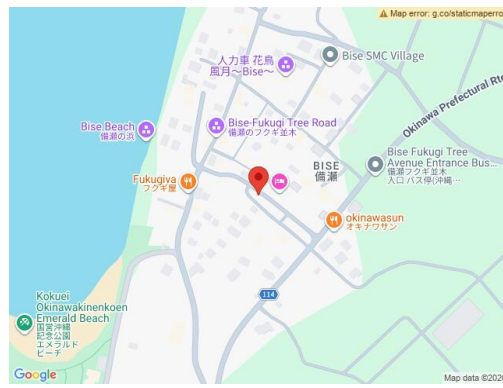 Map error: g.co/staticmaperro
人力車 花鳥
風月〜Bise〜
Bise SMC Village
Okinawa Prefectural Rte
Bise Beach
備瀬の浜
Bise-Fukugi Tree Road
備瀬のフクギ並木
BISE
備瀬
Bise Fukugi Tree
Avenue Entrance Bus...
備瀬フクギ並木
入口 バス停(沖縄…
Fukugiya
フクギ屋
okinawasun
オキナワサン
114
Kokuei
Okinawakinenkoen
Emerald Beach
国営沖縄
記念公園
エメラルド
ビーチ
Google
Map data ©202